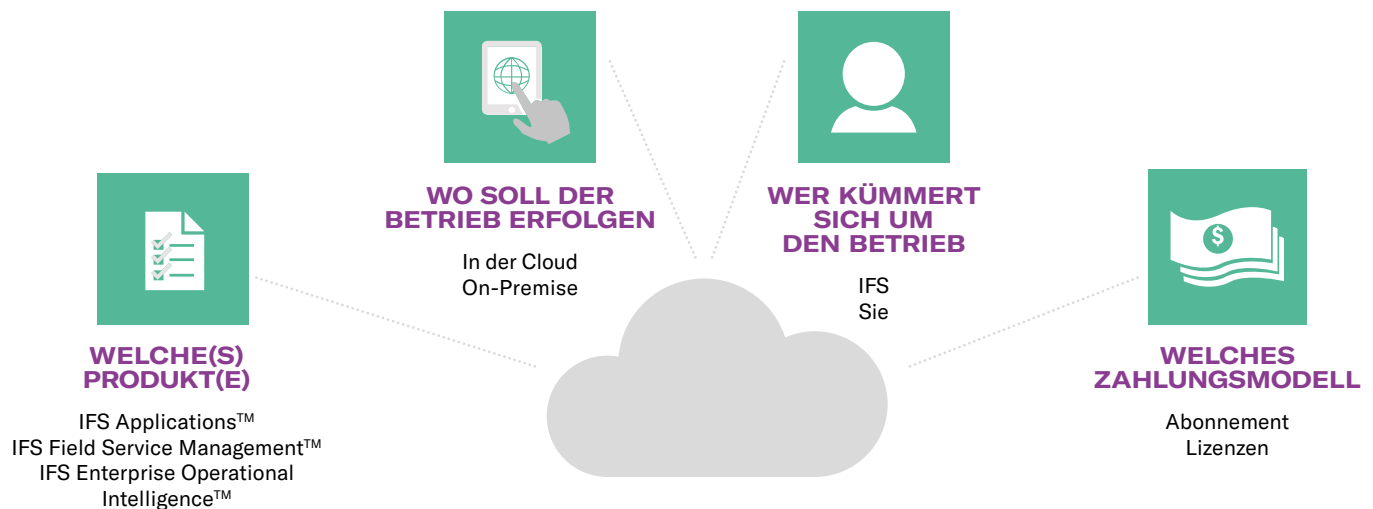 WELCHE(S)
PRODUKT(E)
IFS Applications™
IFS Field Service Management™
IFS Enterprise Operational
Intelligence™
WO SOLL DER
BETRIEB ERFOLGEN
In der Cloud
On-Premise
WER KÜMMERT
SICH UM
DEN BETRIEB
IFS
Sie
$
WELCHES
ZAHLUNGSMODELL
Abonnement
Lizenzen